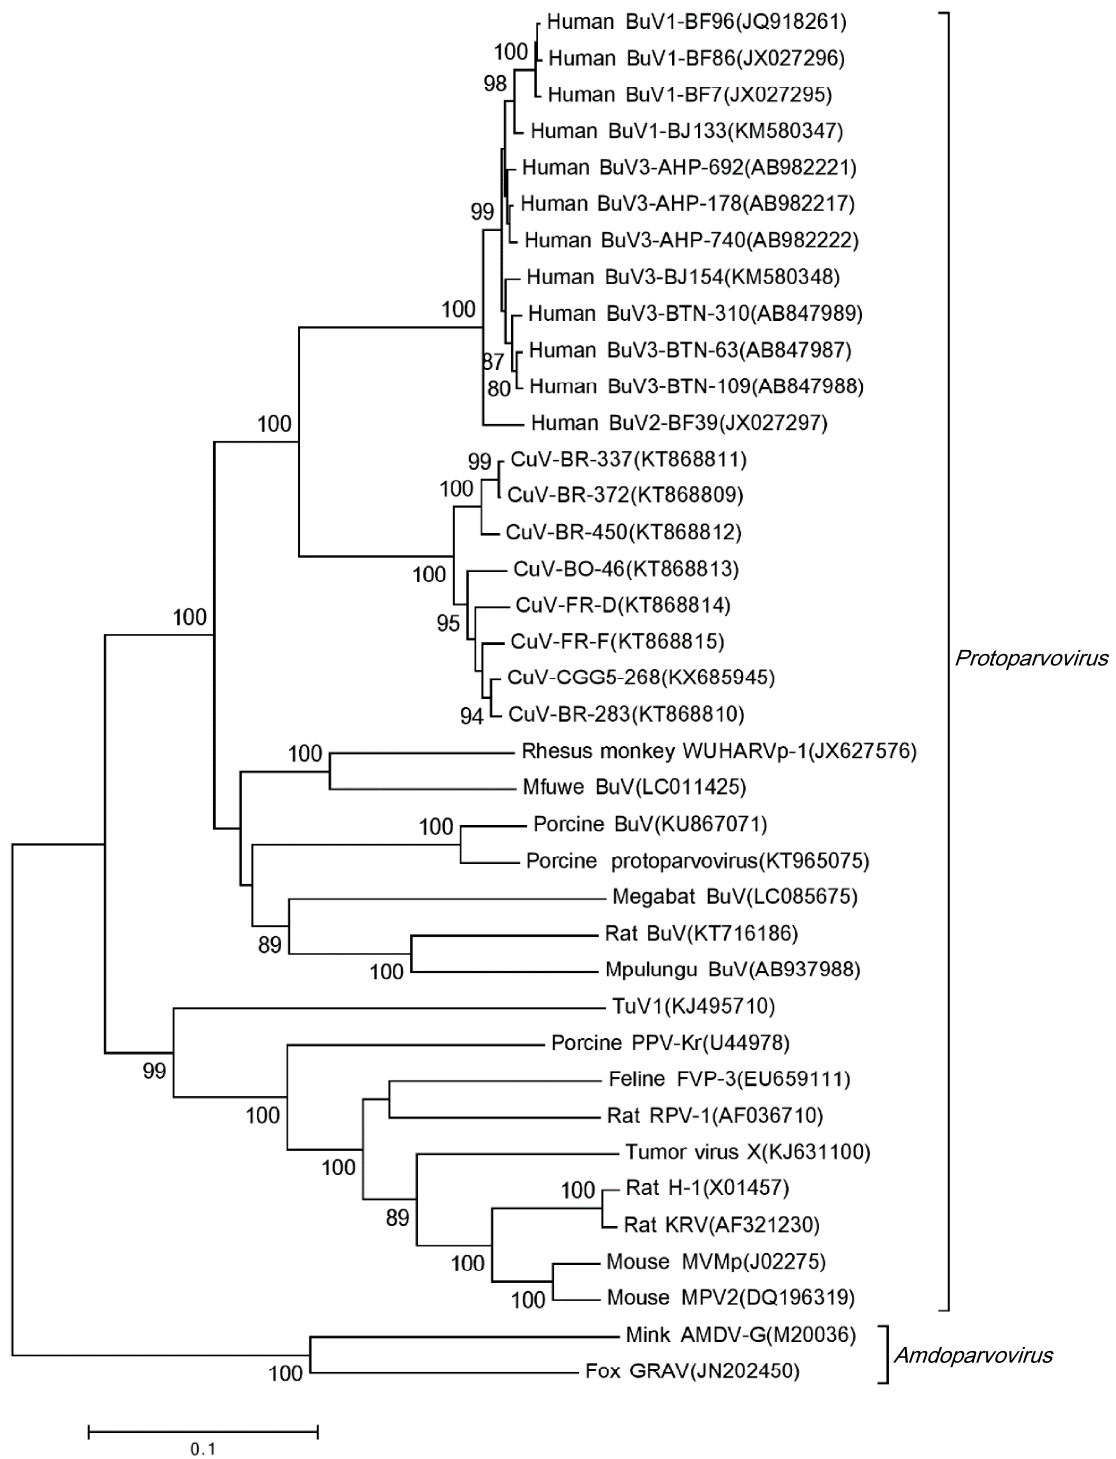 Human BuV1-BF96(JQ918261)
100
Human BuV1-BF86(JX027296)
98
Human BuV1-BF7(JX027295)
Human BuV1-BJ133(KM580347)
Human BuV3-AHP-692(AB982221)
Human BuV3-AHP-178(AB982217)
99
Human BuV3-AHP-740(AB982222)
Human BuV3-BJ154(KM580348)
100
Human BuV3-BTN-310(AB847989)
Human BuV3-BTN-63(AB847987)
87
80
Human BuV3-BTN-109(AB847988)
100
Human BuV2-BF39(JX027297)
99
CuV-BR-337(KT868811)
100
CuV-BR-372(KT868809)
CuV-BR-450(KT868812)
100
CuV-BO-46(KT868813)
CuV-FR-D(KT868814)
95
100
CuV-FR-F(KT868815)
Protoparvovirus
CuV-CGG5-268(KX685945)
94
CuV-BR-283(KT868810)
100
Rhesus monkey WUHARVp-1(JX627576)
Mfuwe BuV(LC011425)
100
Porcine BuV(KU867071)
Porcine protoparvovirus(KT965075)
Megabat BuV(LC085675)
89
Rat BuV(KT716186)
100
Mpulungu BuV(AB937988)
TuV1(KJ495710)
Porcine PPV-Kr(U44978)
99
Feline FVP-3(EU659111)
100
Rat RPV-1(AF036710)
Tumor virus X(KJ631100)
100
100
Rat H-1(X01457)
89
Rat KRV(AF321230)
100
Mouse MVMp(J02275)
100
Mouse MPV2(DQ196319)
Mink AMDV-G(M20036)
Amdoparvovirus
100
Fox GRAV(JN202450)
0.1